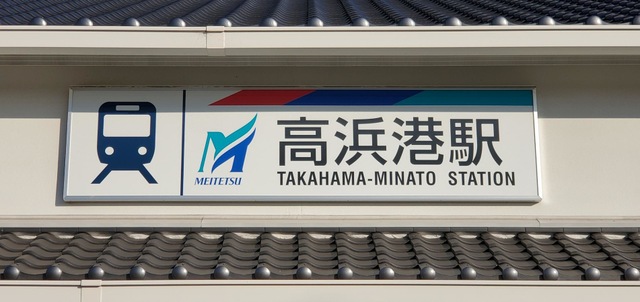 MEITETSU
高浜港駅
TAKAHAMA-MINATO STATION